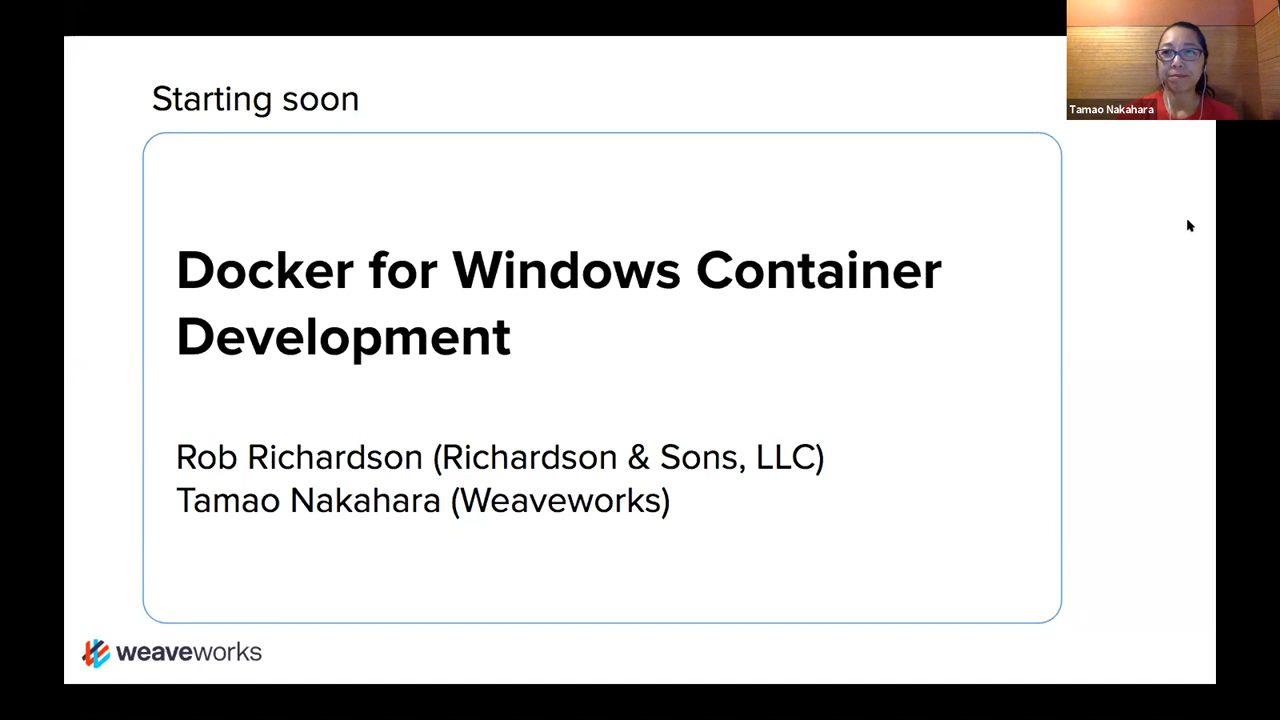 Starting soon
Tamao Nakahara
Docker for Windows Container
Development
Rob Richardson (Richardson & Sons, LLC)
Tamao Nakahara (Weaveworks)
weaveworks